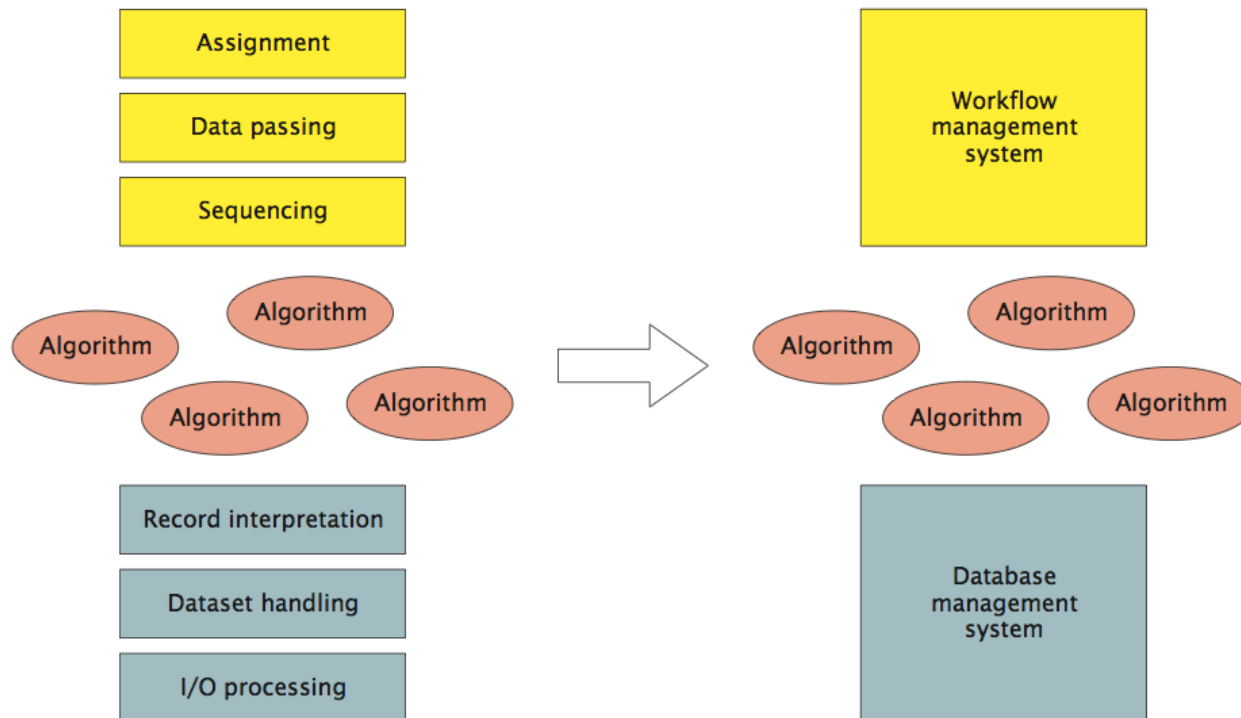 Assignment
Data passing
Sequencing
Algorithm
Algorithm
Algorithm
Algorithm
Record interpretation
Dataset handling
I/O processing
Workflow
management
system
Algorithm
Algorithm
Algorithm
Algorithm
Database
management
system